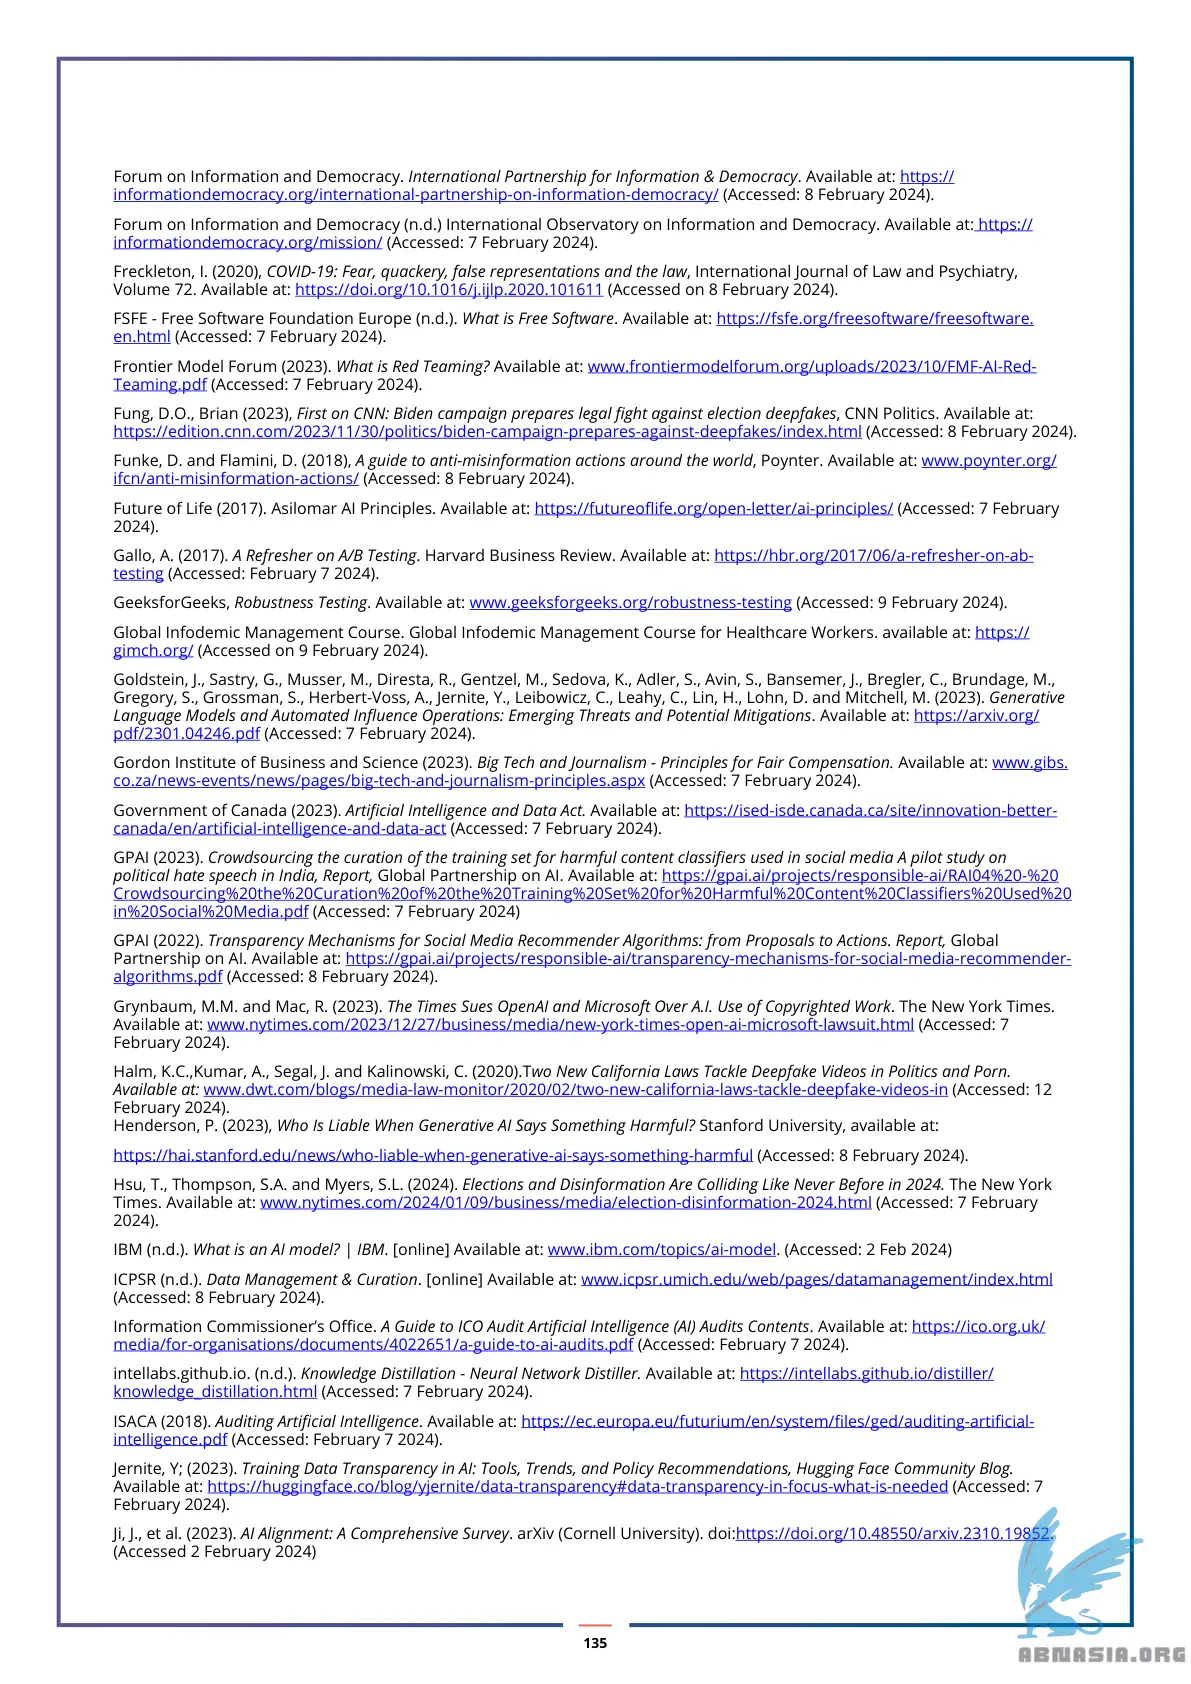 Forum on Information and Democracy. International Partnership for Information & Democracy. Available at: https://
informationdemocracy.org/international-partnership-on-information-democracy/ (Accessed: 8 February 2024).
Forum on Information and Democracy (n.d.) International Observatory on Information and Democracy. Available at: https://
informationdemocracy.org/mission/ (Accessed: 7 February 2024).
Freckleton, I. (2020), COVID-19: Fear, quackery, false representations and the law, International Journal of Law and Psychiatry,
Volume 72. Available at: https://doi.org/10.1016/j.ijlp.2020.101611 (Accessed on 8 February 2024).
FSFE - Free Software Foundation Europe (n.d.). What is Free Software. Available at: https://fsfe.org/freesoftware/freesoftware.
en.html (Accessed: 7 February 2024).
Frontier Model Forum (2023). What is Red Teaming? Available at: www.frontiermodelforum.org/uploads/2023/10/FMF-AI-Red-
Teaming.pdf (Accessed: 7 February 2024).
Fung, D.O., Brian (2023), First on CNN: Biden campaign prepares legal fight against election deepfakes, CNN Politics. Available at:
https://edition.cnn.com/2023/11/30/politics/biden-campaign-prepares-against-deepfakes/index.html (Accessed: 8 February 2024).
Funke, D. and Flamini, D. (2018), A guide to anti-misinformation actions around the world, Poynter. Available at: www.poynter.org/
ifcn/anti-misinformation-actions/ (Accessed: 8 February 2024).
Future of Life (2017). Asilomar AI Principles. Available at: https://futureoflife.org/open-letter/ai-principles/ (Accessed: 7 February
2024).
Gallo, A. (2017). A Refresher on A/B Testing. Harvard Business Review. Available at: https://hbr.org/2017/06/a-refresher-on-ab-
testing (Accessed: February 7 2024).
GeeksforGeeks, Robustness Testing. Available at: www.geeksforgeeks.org/robustness-testing (Accessed: 9 February 2024).
Global Infodemic Management Course. Global Infodemic Management Course for Healthcare Workers. available at: https://
gimch.org/ (Accessed on 9 February 2024).
Goldstein, J., Sastry, G., Musser, M., Diresta, R., Gentzel, M., Sedova, K., Adler, S., Avin, S., Bansemer, J., Bregler, C., Brundage, M.,
Gregory, S., Grossman, S., Herbert-Voss, A., Jernite, Y., Leibowicz, C., Leahy, C., Lin, H., Lohn, D. and Mitchell, M. (2023). Generative
Language Models and Automated Influence Operations: Emerging Threats and Potential Mitigations. Available at: https://arxiv.org/
pdf/2301.04246.pdf (Accessed: 7 February 2024).
Gordon Institute of Business and Science (2023). Big Tech and Journalism - Principles for Fair Compensation. Available at: www.gibs.
co.za/news-events/news/pages/big-tech-and-journalism-principles.aspx (Accessed: 7 February 2024).
Government of Canada (2023). Artificial Intelligence and Data Act. Available at: https://ised-isde.canada.ca/site/innovation-better-
canada/en/artificial-intelligence-and-data-act (Accessed: 7 February 2024).
GPAI (2023). Crowdsourcing the curation of the training set for harmful content classifiers used in social media A pilot study on
political hate speech in India, Report, Global Partnership on AI. Available at: https://gpai.ai/projects/responsible-ai/RAI04%20-%20
Crowdsourcing%20the%20Curation%20of%20the%20Training%20Set%20for%20Harmful%20Content%20Classifiers%20Used%20
in%20Social%20Media.pdf (Accessed: 7 February 2024)
GPAI (2022). Transparency Mechanisms for Social Media Recommender Algorithms: from Proposals to Actions. Report, Global
Partnership on AI. Available at: https://gpai.ai/projects/responsible-ai/transparency-mechanisms-for-social-media-recommender-
algorithms.pdf (Accessed: 8 February 2024).
Grynbaum, M.M. and Mac, R. (2023). The Times Sues OpenAI and Microsoft Over A.I. Use of Copyrighted Work. The New York Times.
Available at: www.nytimes.com/2023/12/27/business/media/new-york-times-open-ai-microsoft-lawsuit.html (Accessed: 7
February 2024).
Halm, K.C.,Kumar, A., Segal, J. and Kalinowski, C. (2020).Two New California Laws Tackle Deepfake Videos in Politics and Porn.
Available at: www.dwt.com/blogs/media-law-monitor/2020/02/two-new-california-laws-tackle-deepfake-videos-in (Accessed: 12
February 2024).
Henderson, P. (2023), Who Is Liable When Generative AI Says Something Harmful? Stanford University, available at:
https://hai.stanford.edu/news/who-liable-when-generative-ai-says-something-harmful (Accessed: 8 February 2024).
Hsu, T., Thompson, S.A. and Myers, S.L. (2024). Elections and Disinformation Are Colliding Like Never Before in 2024. The New York
Times. Available at: www.nytimes.com/2024/01/09/business/media/election-disinformation-2024.html (Accessed: 7 February
2024).
IBM (n.d.). What is an AI model? | IBM. [online] Available at: www.ibm.com/topics/ai-model. (Accessed: 2 Feb 2024)
ICPSR (n.d.). Data Management & Curation. [online] Available at: www.icpsr.umich.edu/web/pages/datamanagement/index.html
(Accessed: 8 February 2024).
Information Commissioner’s Office. A Guide to ICO Audit Artificial Intelligence (AI) Audits Contents. Available at: https://ico.org.uk/
media/for-organisations/documents/4022651/a-guide-to-ai-audits.pdf (Accessed: February 7 2024).
intellabs.github.io. (n.d.). Knowledge Distillation - Neural Network Distiller. Available at: https://intellabs.github.io/distiller/
knowledge_distillation.html (Accessed: 7 February 2024).
ISACA (2018). Auditing Artificial Intelligence. Available at: https://ec.europa.eu/futurium/en/system/files/ged/auditing-artificial-
intelligence.pdf (Accessed: February 7 2024).
Jernite, Y; (2023). Training Data Transparency in AI: Tools, Trends, and Policy Recommendations, Hugging Face Community Blog.
Available at: https://huggingface.co/blog/yjernite/data-transparency#data-transparency-in-focus-what-is-needed (Accessed: 7
February 2024).
Ji, J., et al. (2023). AI Alignment: A Comprehensive Survey. arXiv (Cornell University). doi:https://doi.org/10.48550/arxiv.2310.19852.
(Accessed 2 February 2024)
135
ABNASIA.ORG